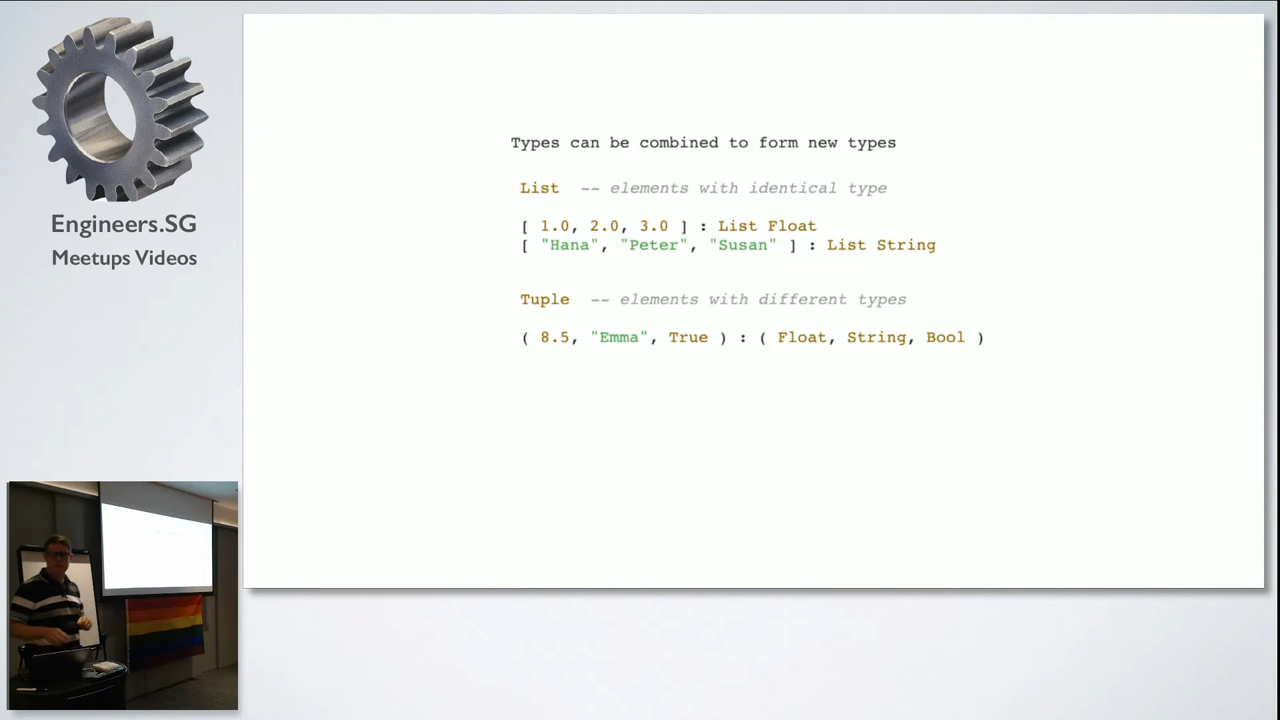 Engineers.SG
Meetups Videos
Types can be combined to form new types
List -- elements with identical type
[ 1.0, 2.0, 3.0 ] : List Float
[ "Hana", "Peter", "Susan" ] : List String
Tuple -- elements with different types
( 8.5, "Emma", True ) : ( Float, String, Bool )